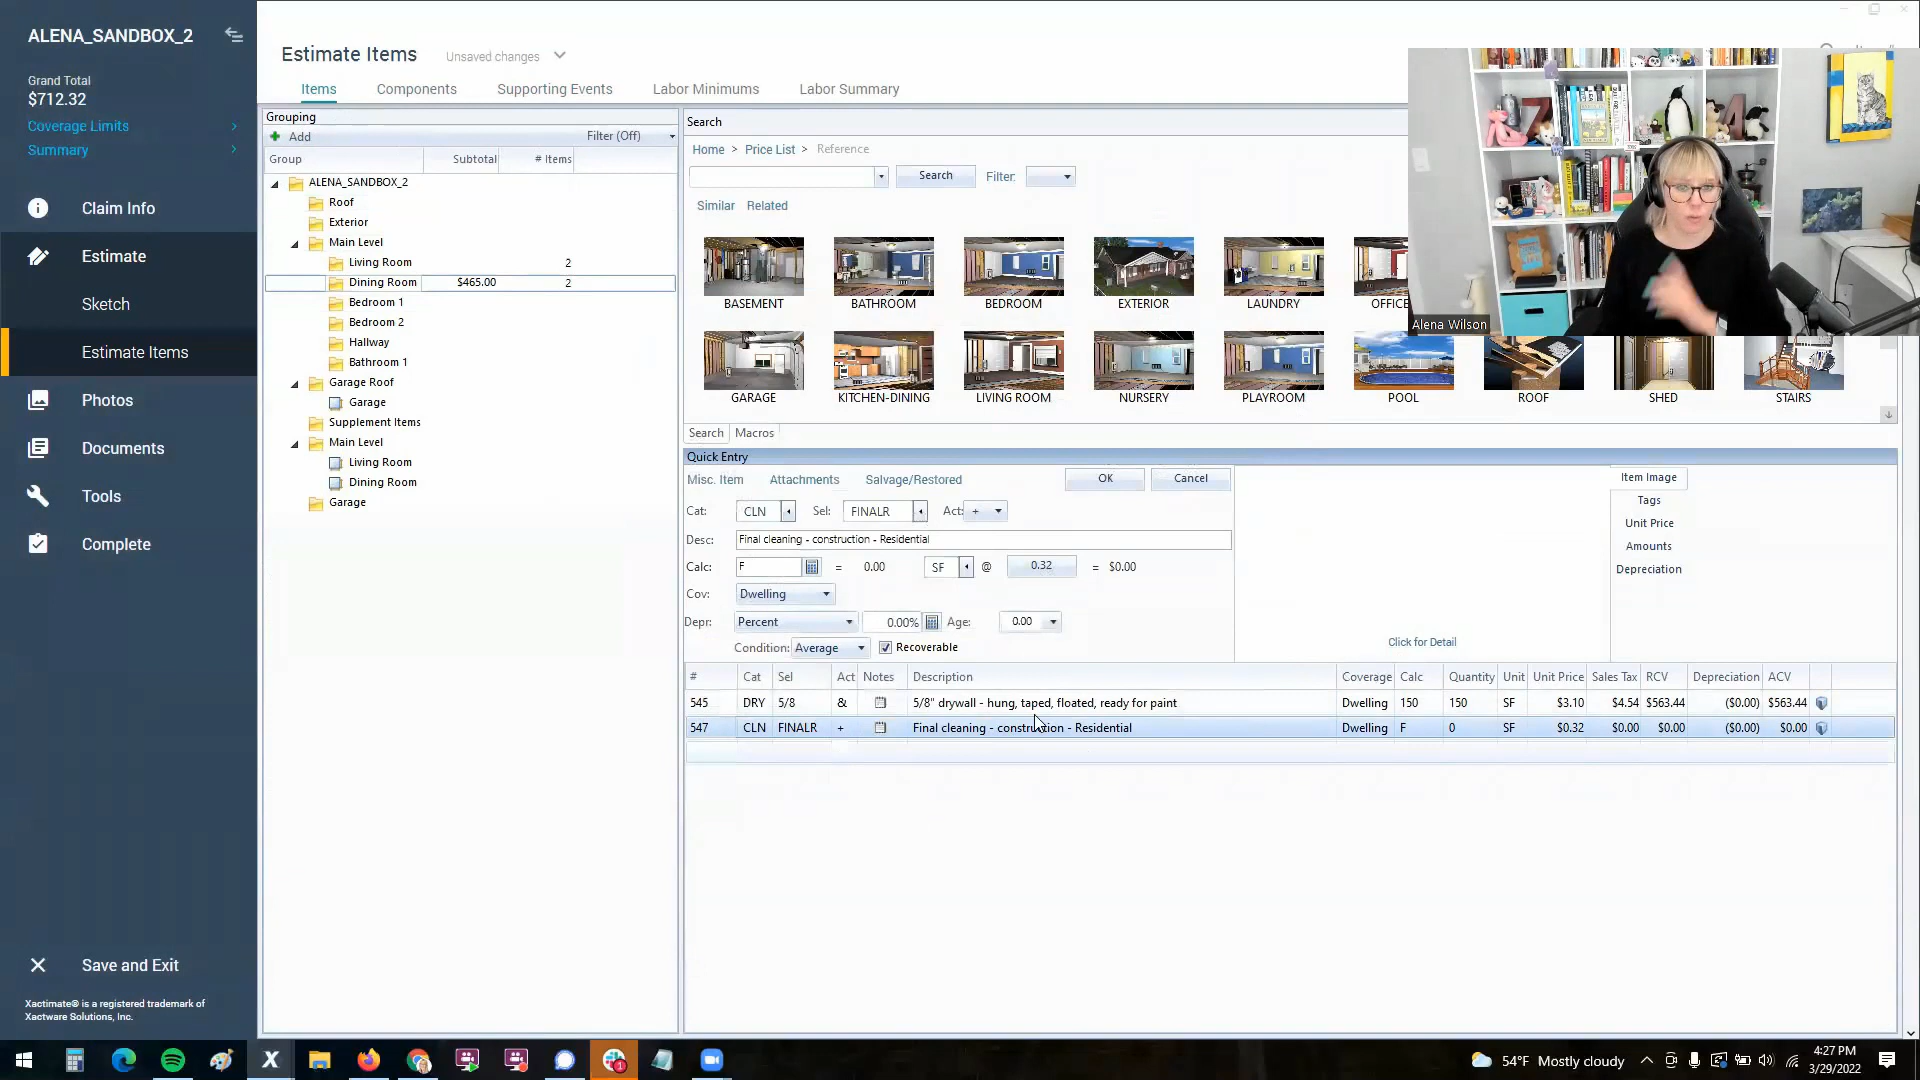 ALENA_SANDBOX_2
Grand Total
$712.32
Coverage Limits
Summary
Claim Info
Estimate
Sketch
Estimate Items
Photos
Documents
Tools
Complete
Save and Exit
Xactimate® is a registered trademark of
Xactware Solutions, Inc.
Estimate Items Unsaved changes
Items Components Supporting Events Labor Minimums Labor Summary
Grouping
Add Filter (Off)
Group Subtotal # Items
ALENA_SANDBOX_2
Roof
Exterior
Main Level
Living Room 2
Dining Room $465.00 2
Bedroom 1
Bedroom 2
Hallway
Bathroom 1
Garage Roof
Garage
Supplement Items
Main Level
Living Room
Dining Room
Garage
Search
Home > Price List > Reference
Search Filter:
Similar Related
BASEMENT BATHROOM BEDROOM EXTERIOR LAUNDRY OFFICE
GARAGE KITCHEN-DINING LIVING ROOM NURSERY PLAYROOM POOL ROOF SHED STAIRS
Alena Wilson
Search Macros
Quick Entry
Misc. Item Attachments Salvage/Restored OK Cancel
Cat: CLN Sel: FINALR Act: +
Desc: Final cleaning - construction - Residential
Calc: F = 0.00 SF @ 0.32 = $0.00
Cov: Dwelling
Depr: Percent 0.00% Age: 0.00
Condition: Average Recoverable
Item Image
Tags
Unit Price
Amounts
Depreciation
Click for Detail
# Cat Sel Act Notes Description Coverage Calc Quantity Unit Unit Price Sales Tax RCV Depreciation ACV
545 DRY 5/8 & 5/8" drywall - hung, taped, floated, ready for paint Dwelling 150 150 SF $3.10 $4.54 $563.44 ($0.00) $563.44
547 CLN FINALR + Final cleaning - construction - Residential Dwelling F 0 SF $0.32 $0.00 $0.00 ($0.00) $0.00
54°F Mostly cloudy
4:27 PM
3/29/2022